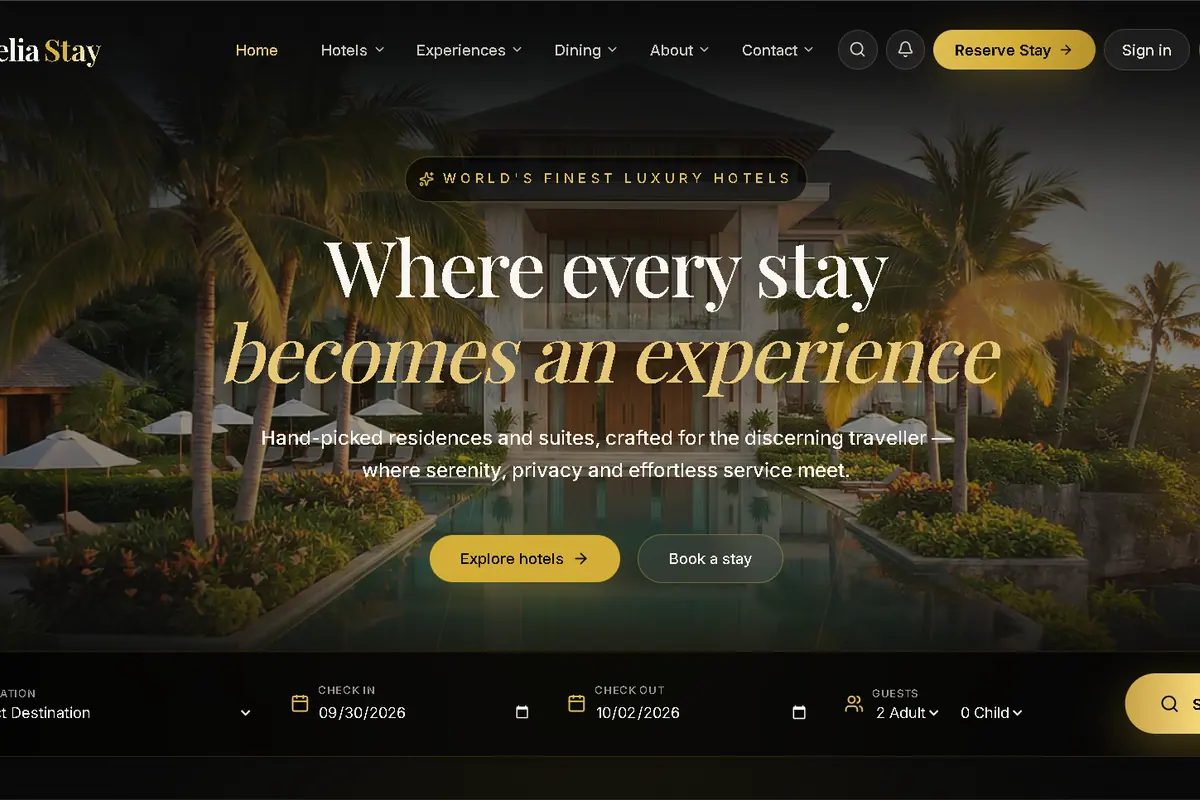 elia Stay
Home Hotels Experiences Dining About Contact Reserve Stay Sign in
WORLD'S FINEST LUXURY HOTELS
Where every stay
becomes an experience
Hand-picked residences and suites, crafted for the discerning traveller —
where serenity, privacy and effortless service meet.
Explore hotels Book a stay
ATION CHECK IN CHECK OUT GUESTS
t Destination 09/30/2026 10/02/2026 2 Adult 0 Child